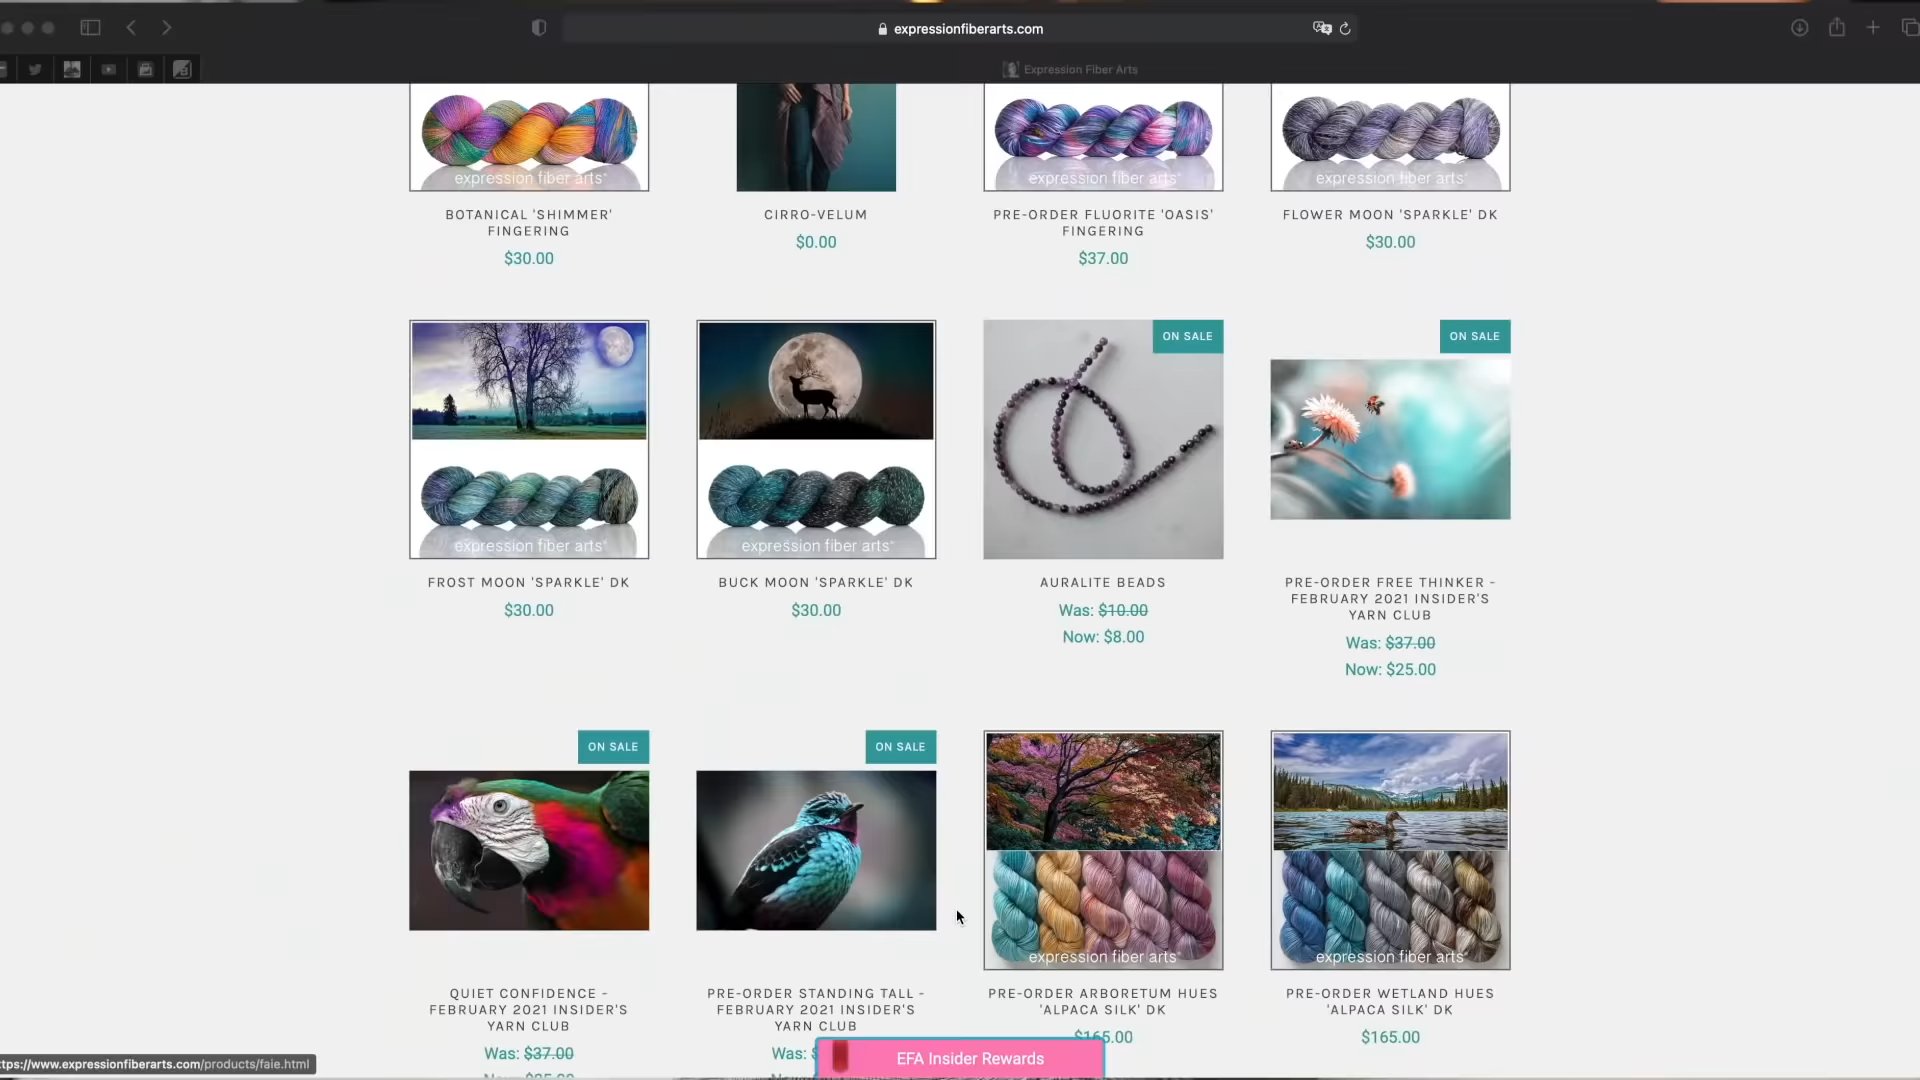 expressionfiberarts.com
Expression Fiber Arts
expression fiber arts
expression fiber arts
expression fiber arts
BOTANICAL 'SHIMMER'
FINGERING
$30.00
CIRRO-VELUM
$0.00
PRE-ORDER FLUORITE 'OASIS'
FINGERING
$37.00
FLOWER MOON 'SPARKLE' DK
$30.00
ON SALE
ON SALE
expression fiber arts
expression fiber arts
FROST MOON 'SPARKLE' DK
$30.00
BUCK MOON 'SPARKLE' DK
$30.00
AURALITE BEADS
Was: $10.00
Now: $8.00
PRE-ORDER FREE THINKER -
FEBRUARY 2021 INSIDER'S
YARN CLUB
Was: $37.00
Now: $25.00
ON SALE
ON SALE
expression fiber arts
expression fiber arts
QUIET CONFIDENCE -
FEBRUARY 2021 INSIDER'S
YARN CLUB
Was: $37.00
PRE-ORDER STANDING TALL -
FEBRUARY 2021 INSIDER'S
YARN CLUB
Was:
PRE-ORDER ARBORETUM HUES
'ALPACA SILK' DK
$165.00
PRE-ORDER WETLAND HUES
'ALPACA SILK' DK
$165.00
EFA Insider Rewards
ttps://www.expressionfiberarts.com/products/faie.html